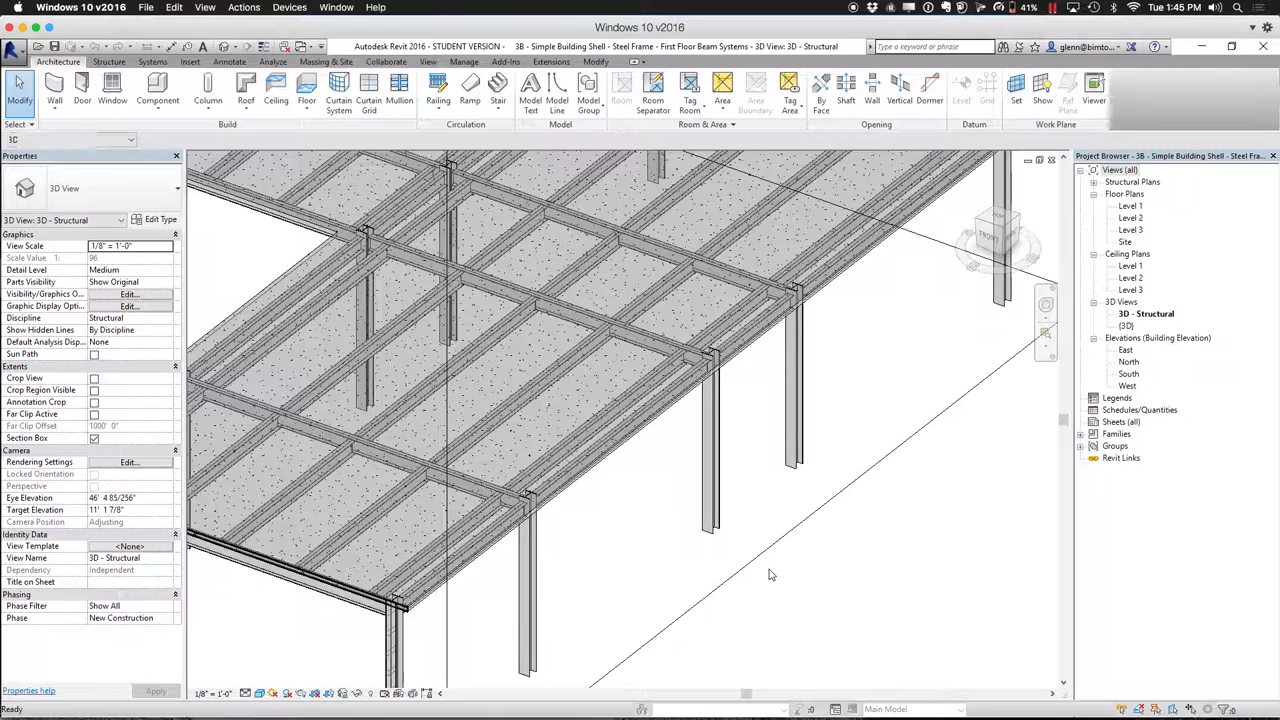 Windows 10 v2016 File Edit View Actions Devices Window Help 41% Tue 1:45 PM
Windows 10 v2016
Autodesk Revit 2016 - STUDENT VERSION - 3B - Simple Building Shell - Steel Frame - First Floor Beam Systems - 3D View: 3D - Structural Type a keyword or phrase glenn@bimto...
Architecture Structure Systems Insert Annotate Analyze Massing & Site Collaborate View Manage Add-Ins Extensions Modify
Modify Wall Door Window Component Column Roof Ceiling Floor Curtain System Curtain Grid Mullion Railing Ramp Stair Model Text Model Line Model Group Room Room Separator Tag Room Area Area Boundary Tag Area By Face Shaft Wall Vertical Dormer Level Grid Set Show Ref Plane Viewer
Select Build Circulation Model Room & Area Opening Datum Work Plane
3D
Properties
3D View
3D View: 3D - Structural Edit Type
Graphics
View Scale 1/8" = 1'-0"
Scale Value 1: 96
Detail Level Medium
Parts Visibility Show Original
Visibility/Graphics O... Edit...
Graphic Display Opti... Edit...
Discipline Structural
Show Hidden Lines By Discipline
Default Analysis Disp... None
Sun Path
Extents
Crop View
Crop Region Visible
Annotation Crop
Far Clip Active
Far Clip Offset 1000' 0"
Section Box
Camera
Rendering Settings Edit...
Locked Orientation
Perspective
Eye Elevation 46' 4 85/256"
Target Elevation 11' 1 7/8"
Camera Position Adjusting
Identity Data
View Template <None>
View Name 3D - Structural
Dependency Independent
Title on Sheet
Phasing
Phase Filter Show All
Phase New Construction
Properties help Apply
FRONT
Project Browser - 3B - Simple Building Shell - Steel Fra...
Views (all)
Structural Plans
Floor Plans
Level 1
Level 2
Level 3
Site
Ceiling Plans
Level 1
Level 2
Level 3
3D Views
3D - Structural
{3D}
Elevations (Building Elevation)
East
North
South
West
Legends
Schedules/Quantities
Sheets (all)
Families
Groups
Revit Links
1/8" = 1'-0"
Ready :0 Main Model :0